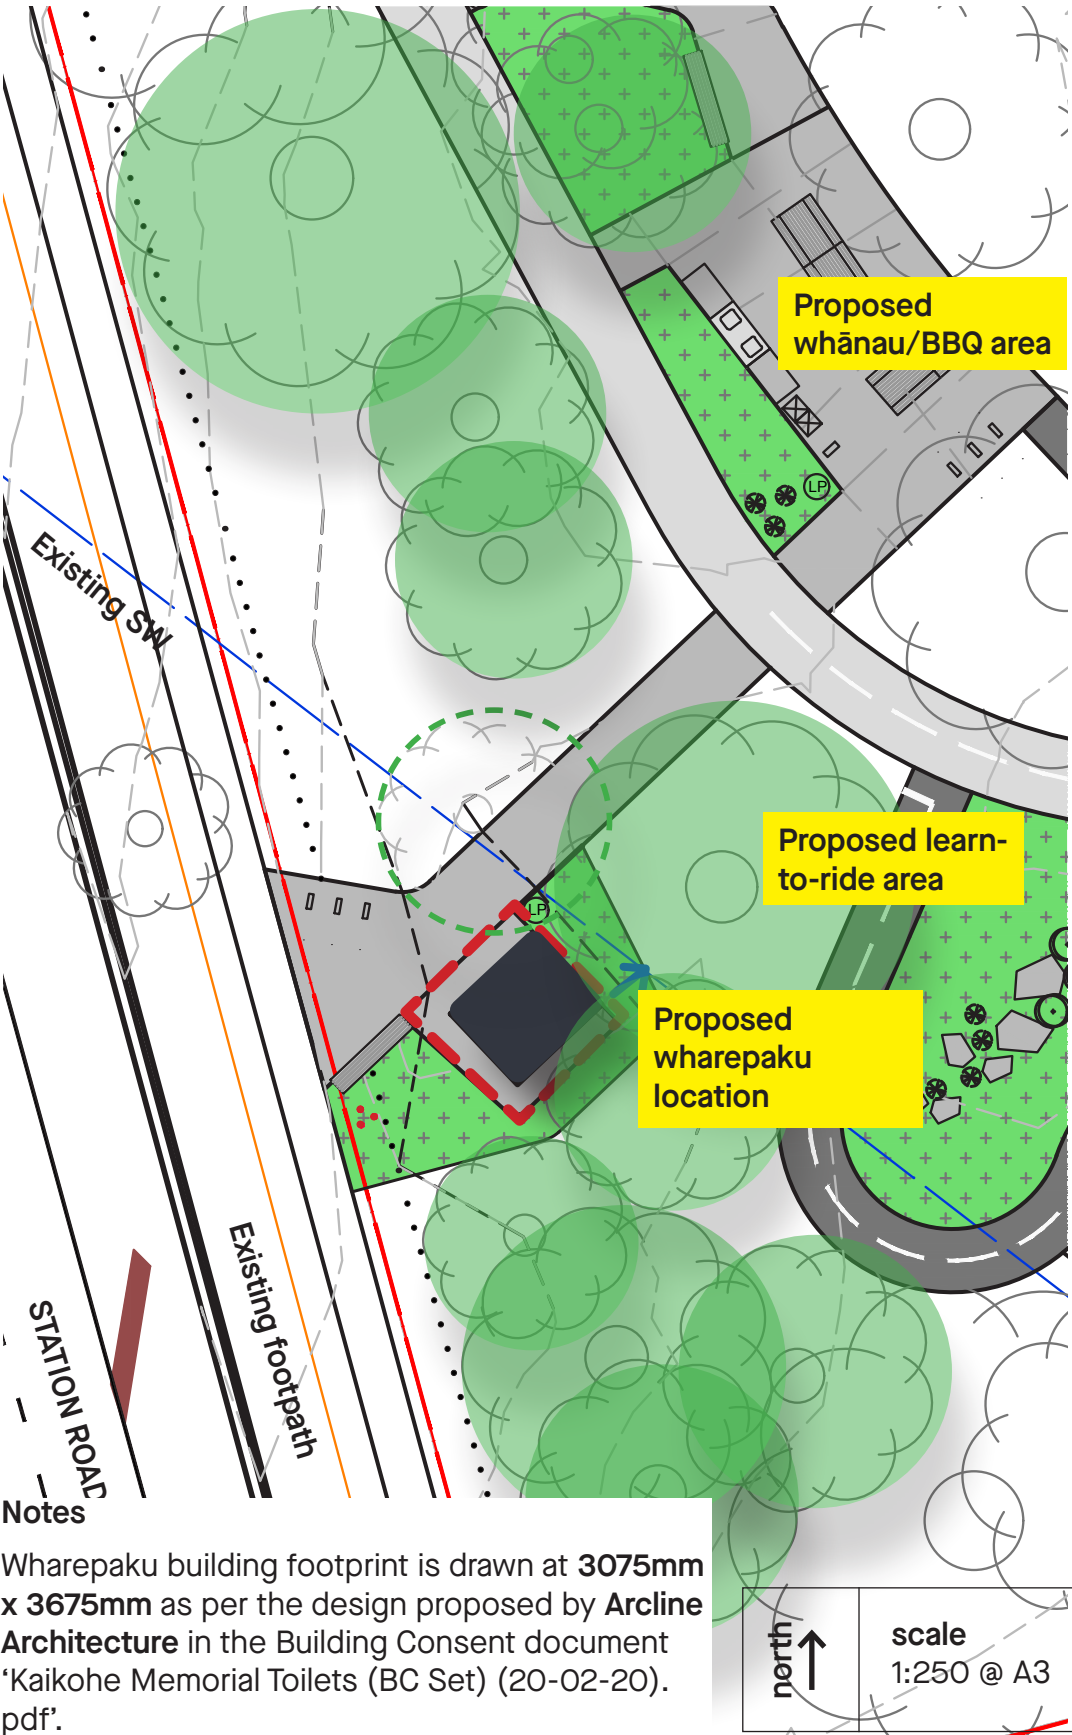 Proposed
whānau/BBQ area
LP
Existing SW
Proposed learn-
to-ride area
LP
Proposed
wharepaku
location
Existing footpath
STATION ROAD
Notes
Wharepaku building footprint is drawn at 3075mm
x 3675mm as per the design proposed by Arcline
Architecture in the Building Consent document
‘Kaikohe Memorial Toilets (BC Set) (20-02-20).
pdf’.
north
scale
1:250 @ A3